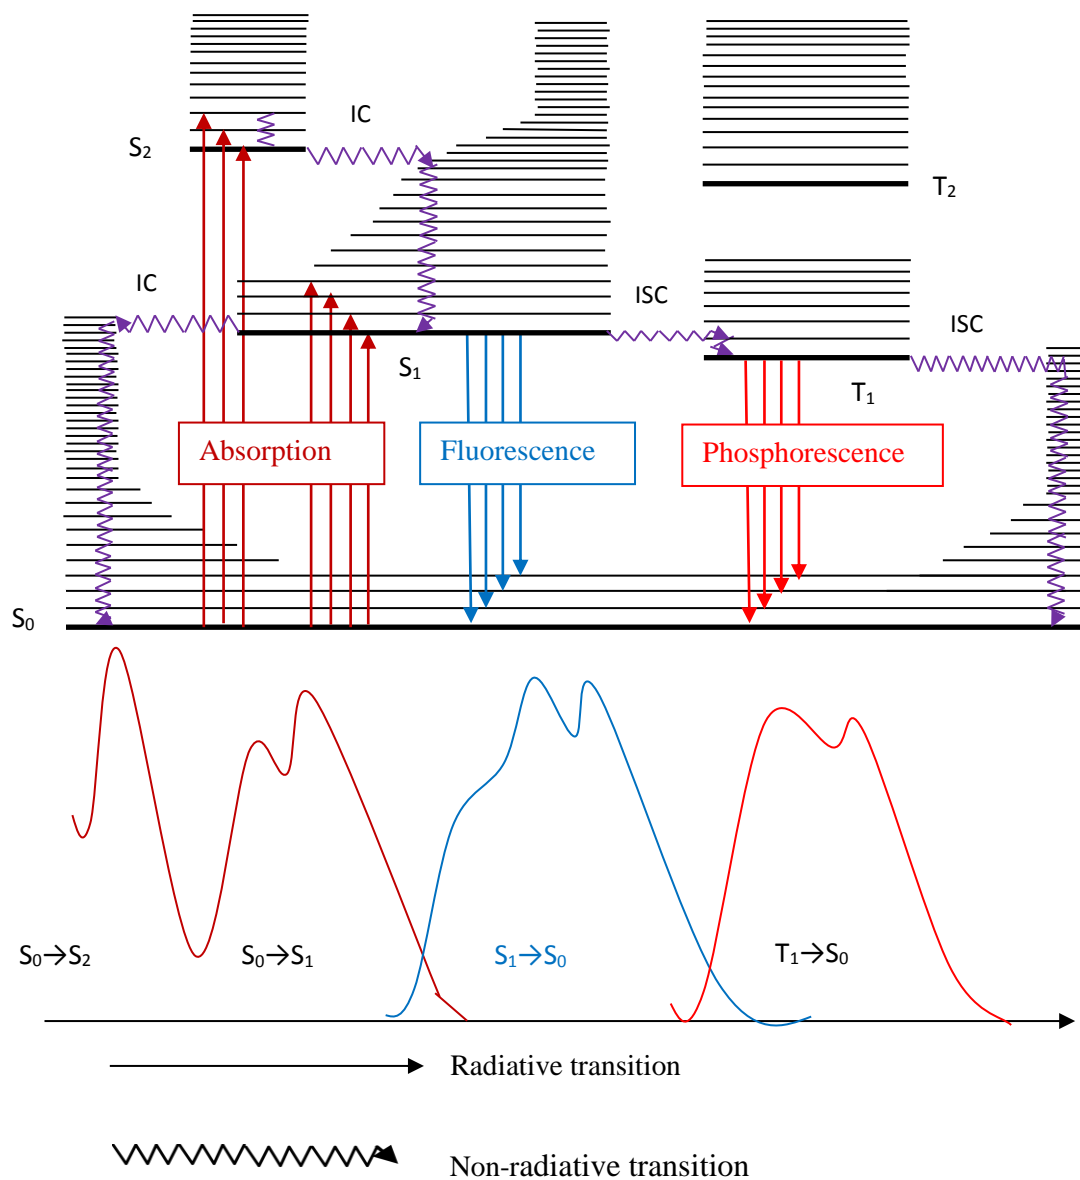 IC
S₂
T₂
IC
ISC
ISC
S₁
T₁
Absorption
Fluorescence
Phosphorescence
S₀
S₀→S₂
S₀→S₁
S₁→S₀
T₁→S₀
Radiative transition
Non-radiative transition